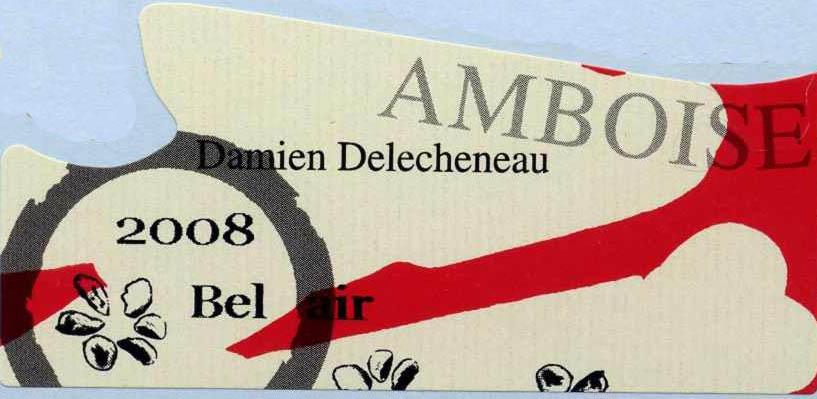 AMBOISE
Damien Delecheneau
2008
Bel air